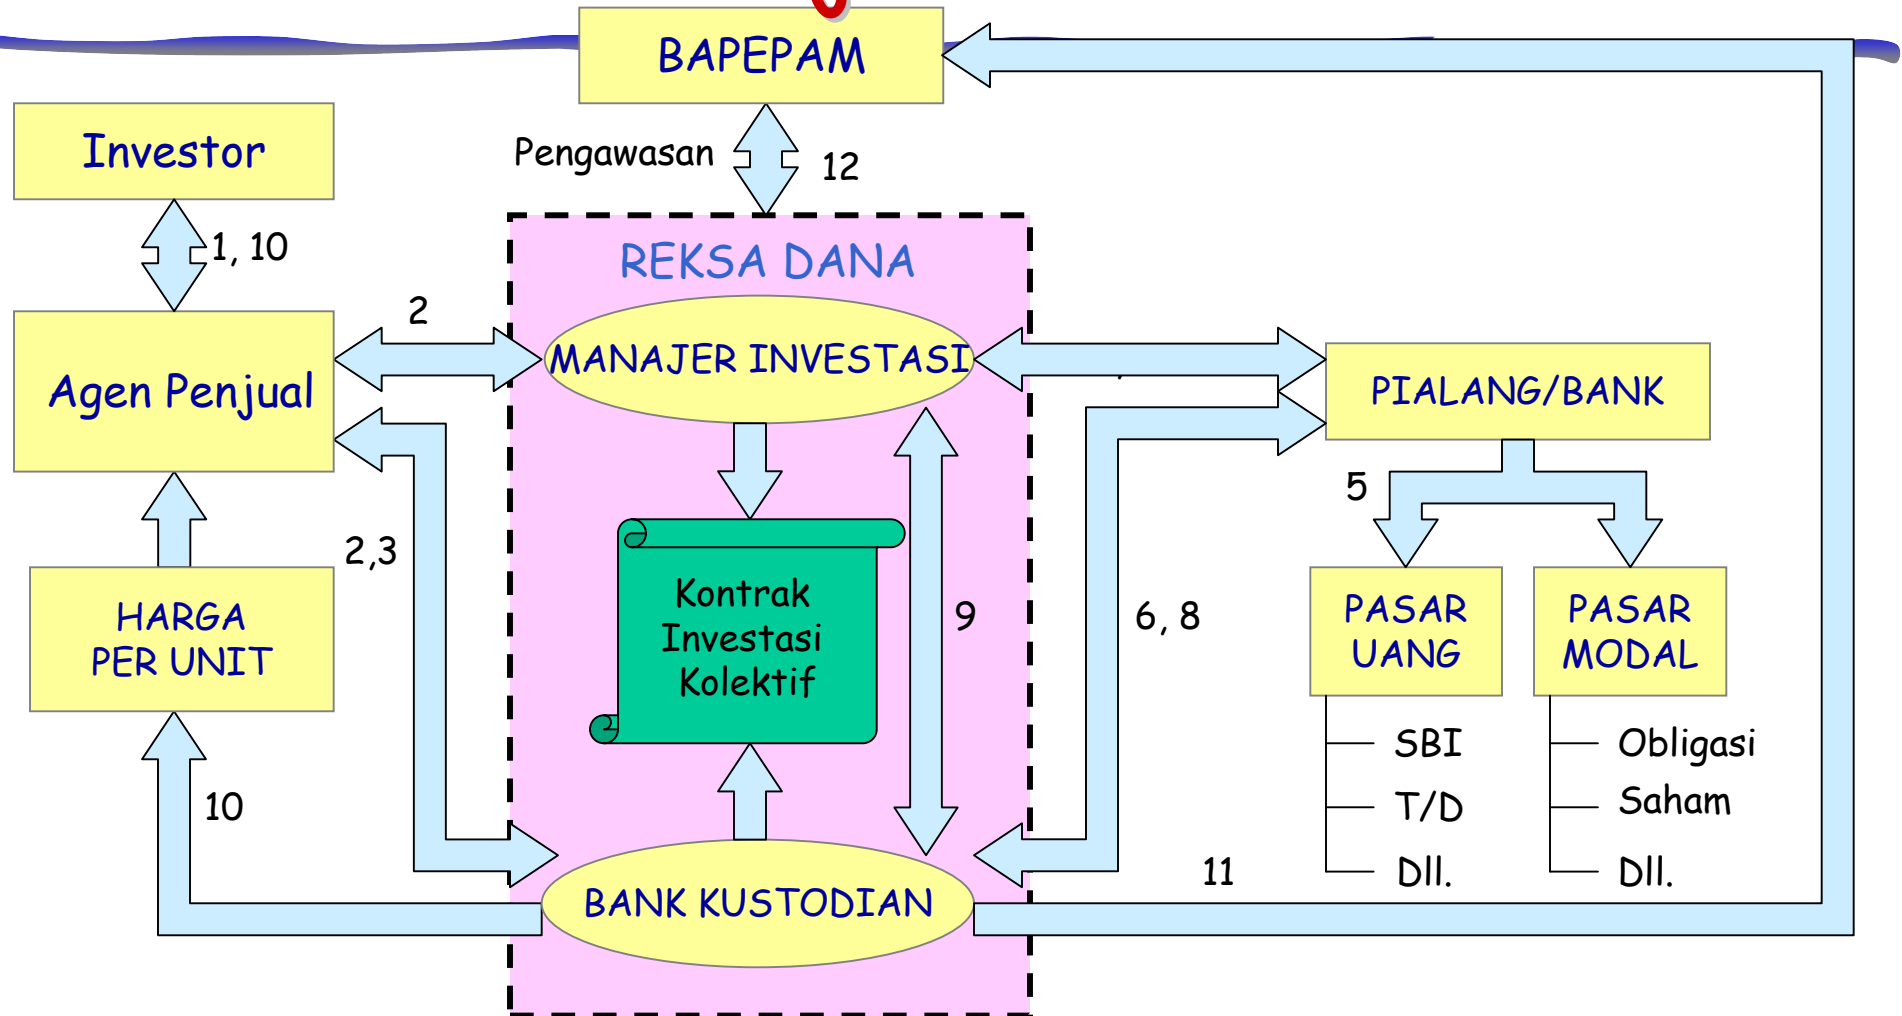 BAPEPAM
Investor
Pengawasan
12
1, 10
REKSA DANA
2
MANAJER INVESTASI
Agen Penjual
PIALANG/BANK
5
2,3
HARGA
PER UNIT
Kontrak
Investasi
Kolektif
9
6, 8
PASAR
UANG
PASAR
MODAL
SBI
T/D
Dll.
Obligasi
Saham
Dll.
10
11
BANK KUSTODIAN